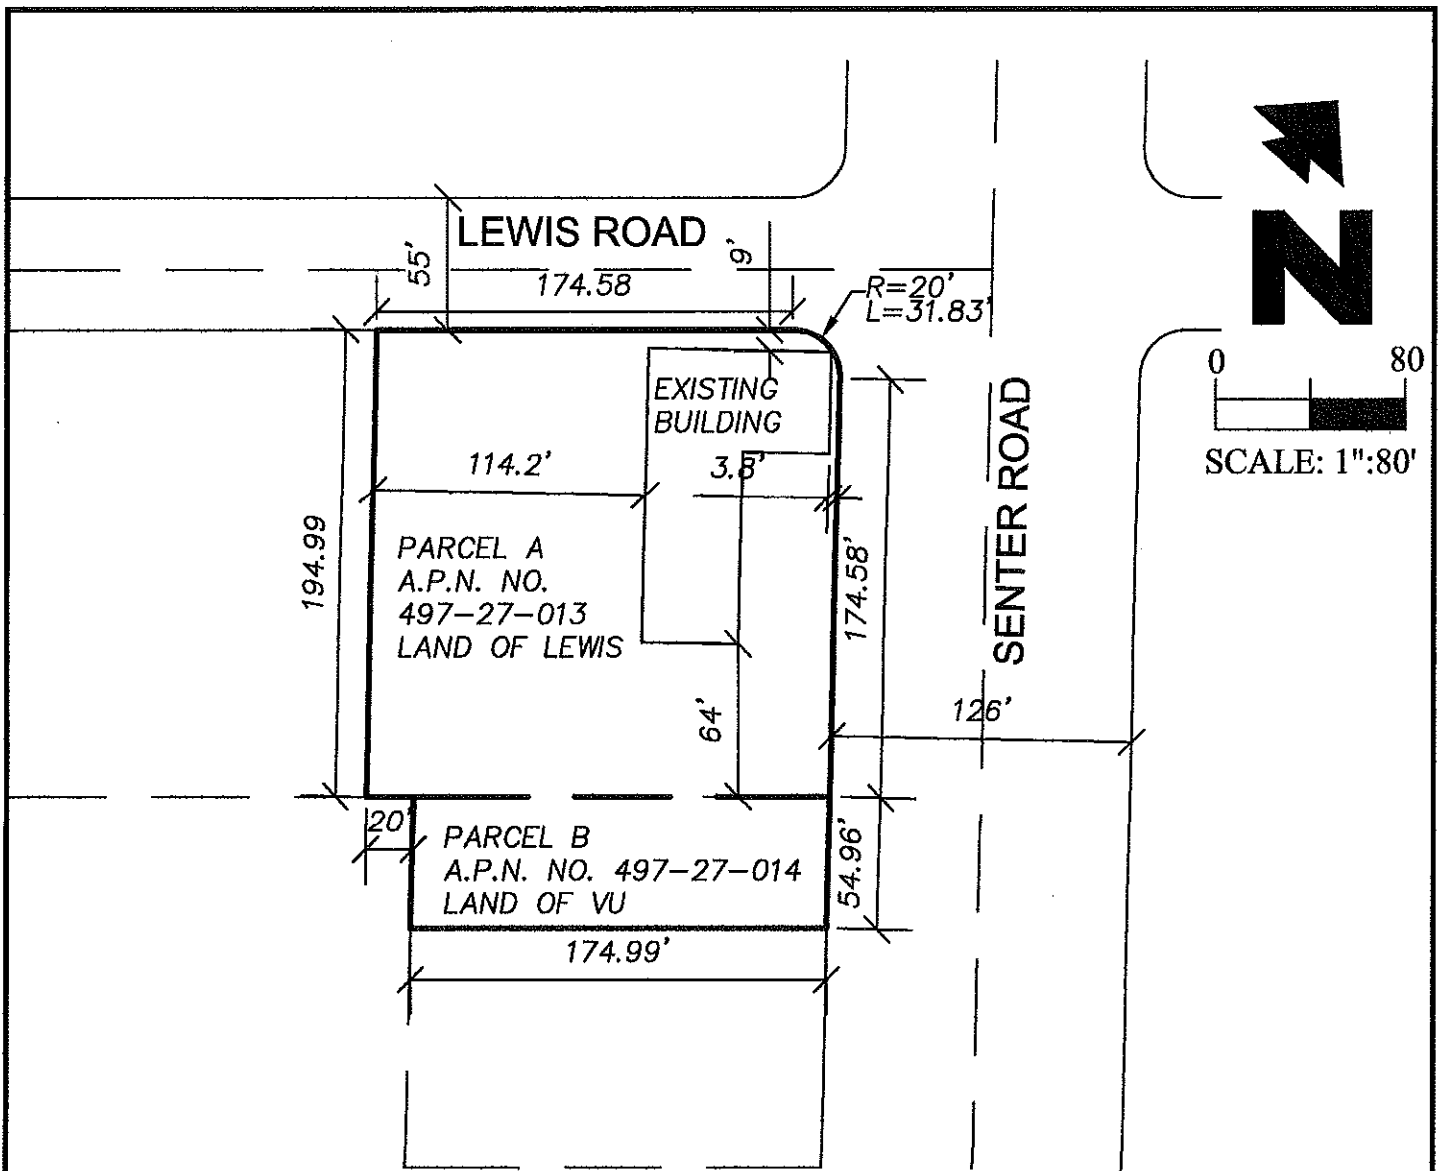 LEWIS ROAD
55'
9'
174.58
R=20'
L=31.83'
N
0 80
SCALE: 1":80'
EXISTING
BUILDING
114.2'
3.8'
194.99
PARCEL A
A.P.N. NO.
497-27-013
LAND OF LEWIS
174.58'
SENTER ROAD
64'
126'
20'
PARCEL B
A.P.N. NO. 497-27-014
LAND OF VU
54.96'
174.99'